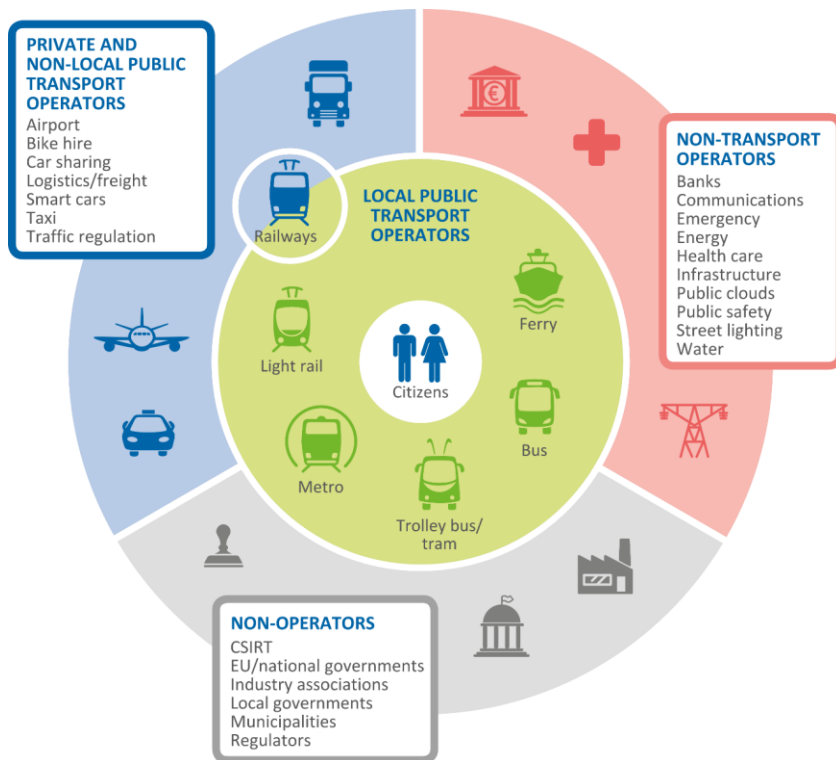 PRIVATE AND
NON-LOCAL PUBLIC
TRANSPORT
OPERATORS
Airport
Bike hire
Car sharing
Logistics/freight
Smart cars
Taxi
Traffic regulation
NON-TRANSPORT
OPERATORS
Banks
Communications
Emergency
Energy
Health care
Infrastructure
Public clouds
Public safety
Street lighting
Water
LOCAL PUBLIC
TRANSPORT
OPERATORS
Railways
Ferry
Light rail
Citizens
Bus
Metro
Trolley bus/
tram
NON-OPERATORS
CSIRT
EU/national governments
Industry associations
Local governments
Municipalities
Regulators
€